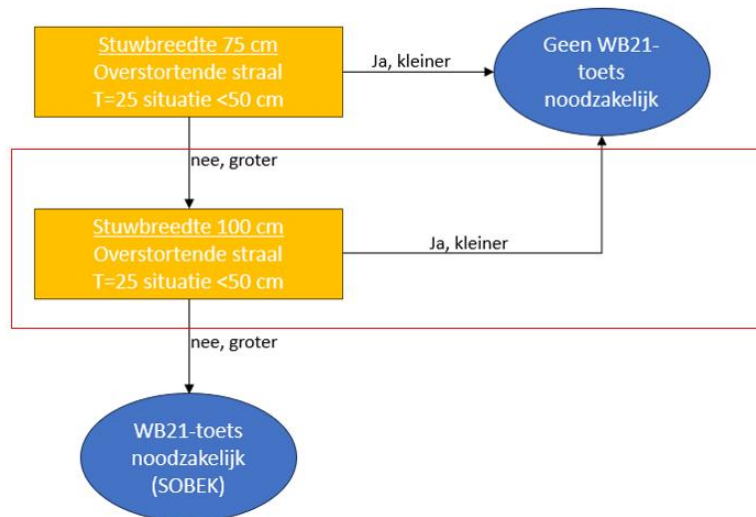 Stuwbreedte 75 cm
Overstortende straal
T=25 situatie <50 cm
Ja, kleiner
Geen WB21-
toets
noodzakelijk
nee, groter
Stuwbreedte 100 cm
Overstortende straal
T=25 situatie <50 cm
Ja, kleiner
nee, groter
WB21-toets
noodzakelijk
(SOBEK)